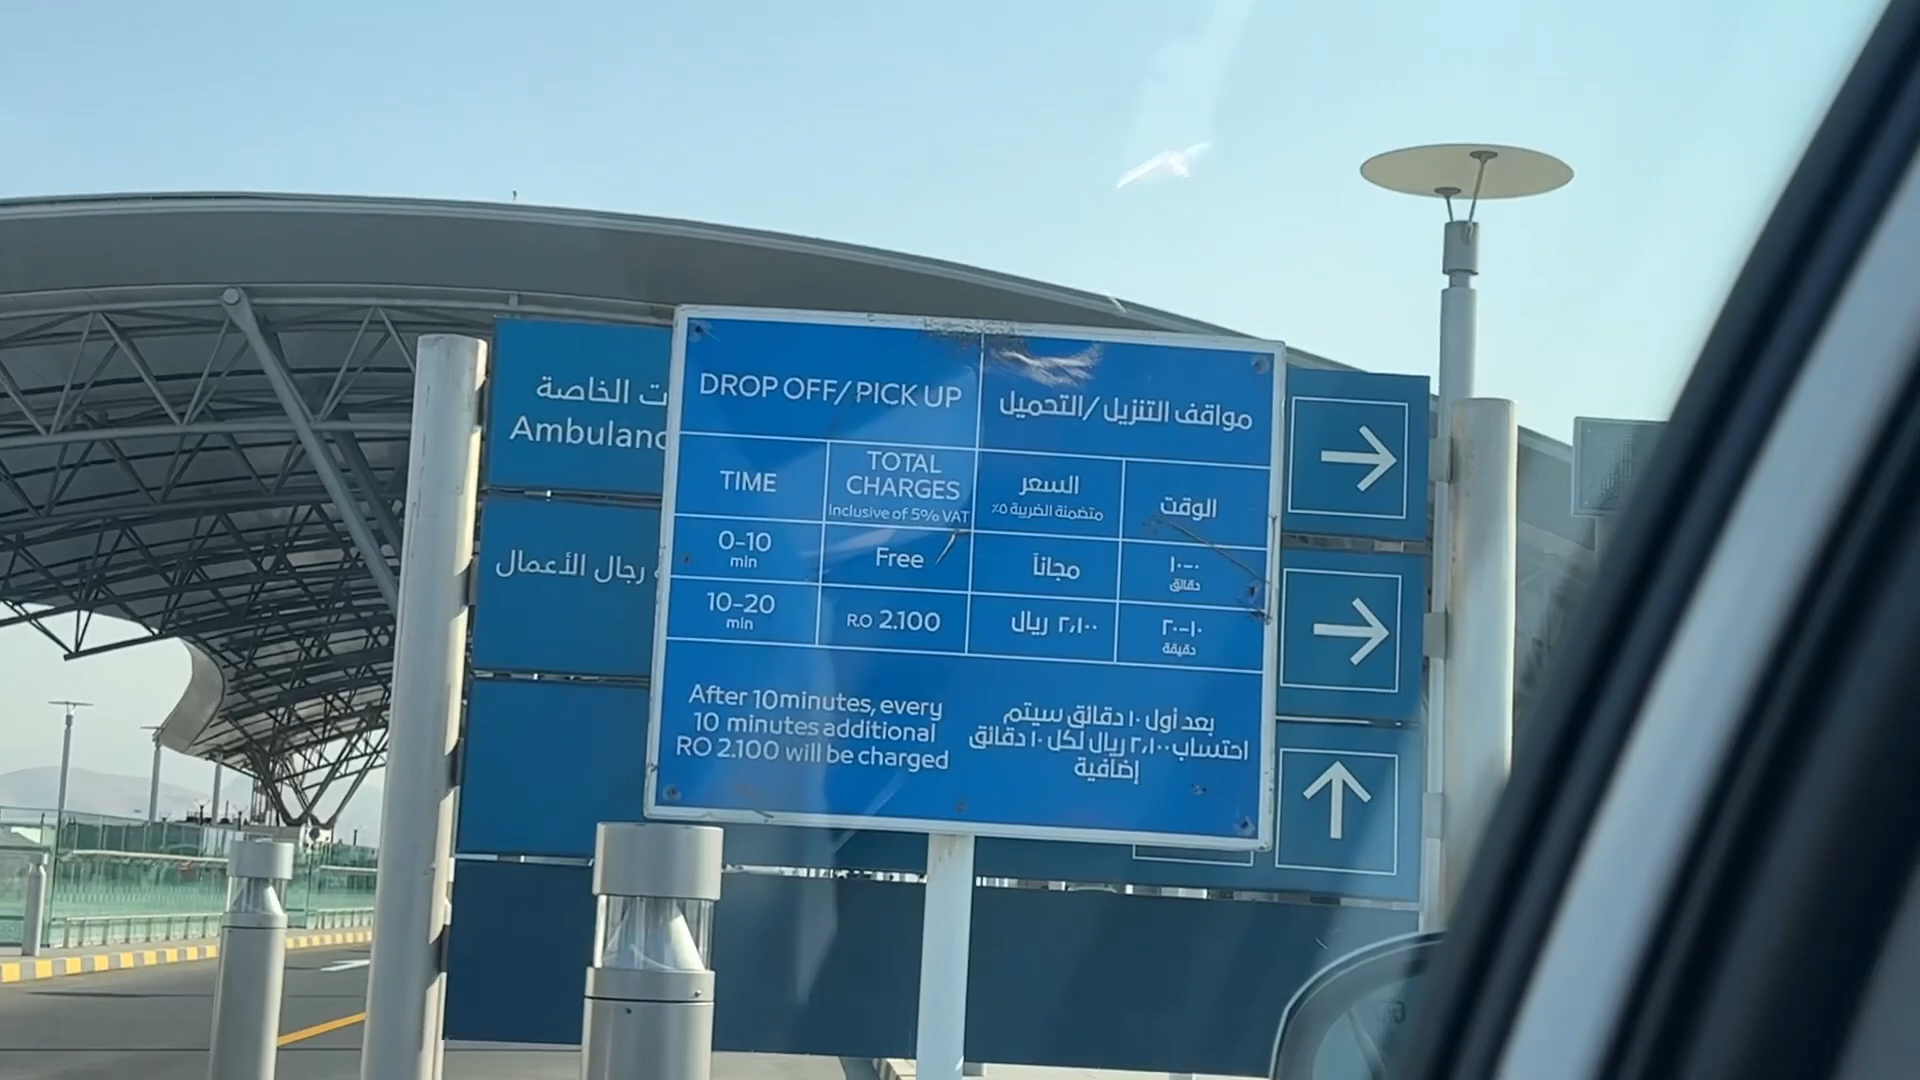 ت الخاصة
Ambulanc
رجال الأعمال
DROP OFF/ PICK UP
مواقف التنزيل /التحميل
TIME
TOTAL
CHARGES
Inclusive of 5% VAT
السعر
متضمنة الضريبة ٥٪
الوقت
0-10
min
Free
مجاناً
٠-١٠
دقائق
10-20
min
R.O 2.100
٢,١٠٠ ريال
١٠-٢٠
دقيقة
After 10minutes, every
10 minutes additional
RO 2.100 will be charged
بعد أول ١٠ دقائق سيتم
احتساب ٢,١٠٠ ريال لكل ١٠ دقائق
إضافية